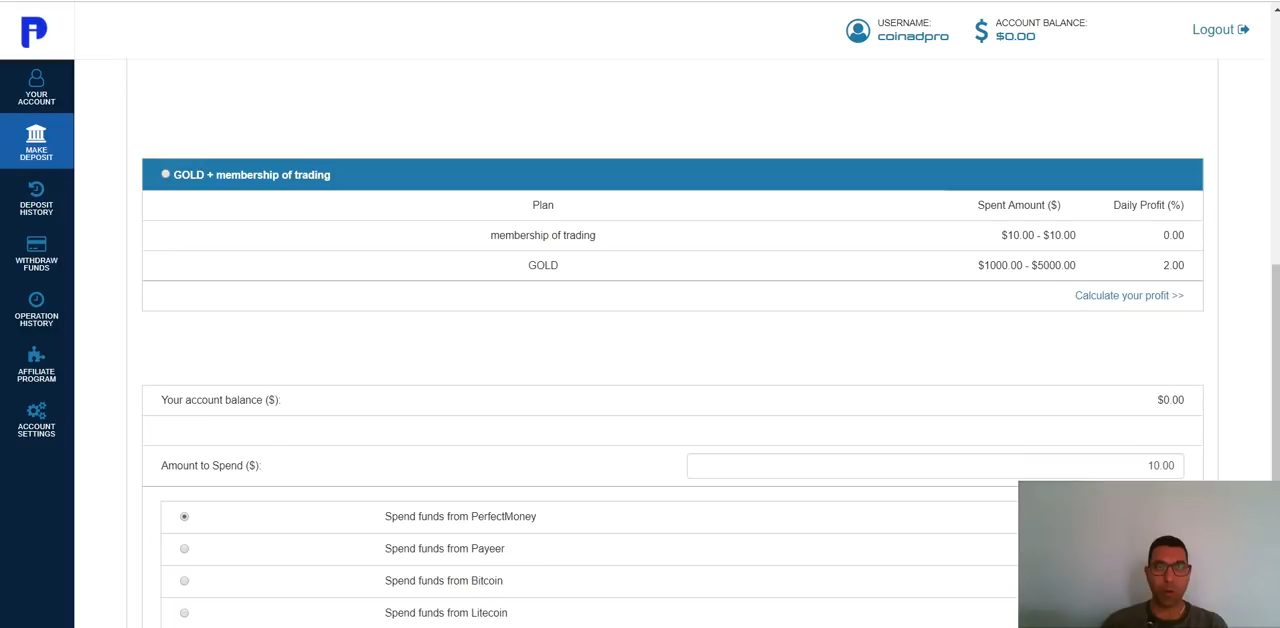 USERNAME:
coinadpro
ACCOUNT BALANCE:
$0.00
Logout
YOUR
ACCOUNT
MAKE
DEPOSIT
DEPOSIT
HISTORY
WITHDRAW
FUNDS
OPERATION
HISTORY
AFFILIATE
PROGRAM
ACCOUNT
SETTINGS
GOLD + membership of trading
Plan Spent Amount ($) Daily Profit (%)
membership of trading $10.00 - $10.00 0.00
GOLD $1000.00 - $5000.00 2.00
Calculate your profit >>
Your account balance ($): $0.00
Amount to Spend ($): 10.00
Spend funds from PerfectMoney
Spend funds from Payeer
Spend funds from Bitcoin
Spend funds from Litecoin